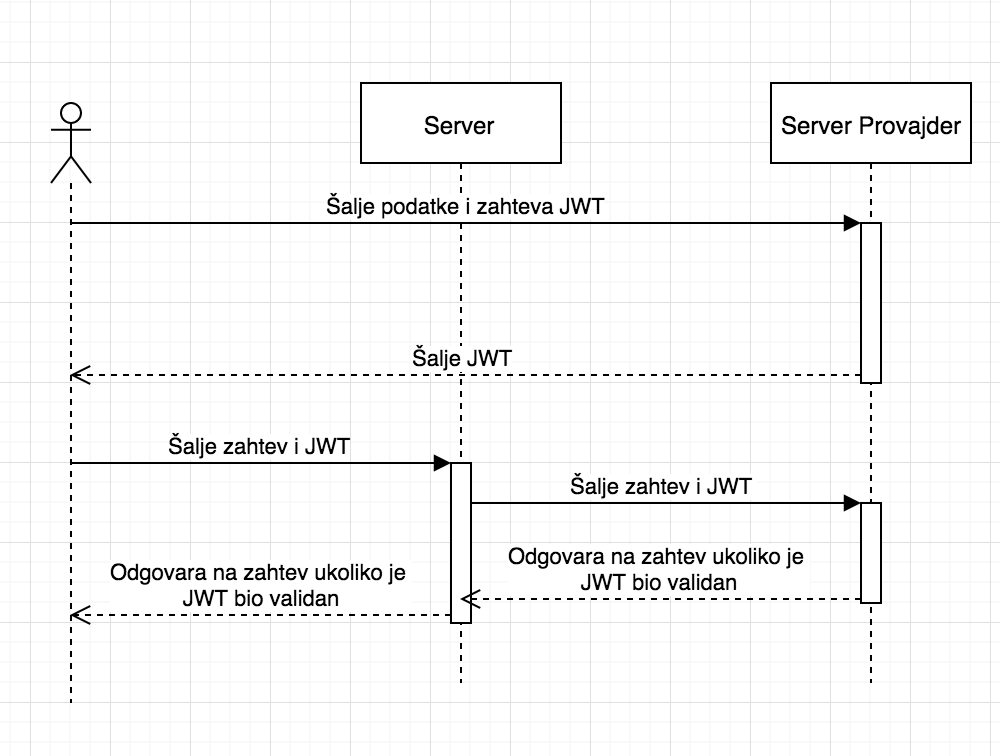 Server
Server Provajder
Šalje podatke i zahteva JWT
Šalje JWT
Šalje zahtev i JWT
Šalje zahtev i JWT
Odgovara na zahtev ukoliko je
JWT bio validan
Odgovara na zahtev ukoliko je
JWT bio validan